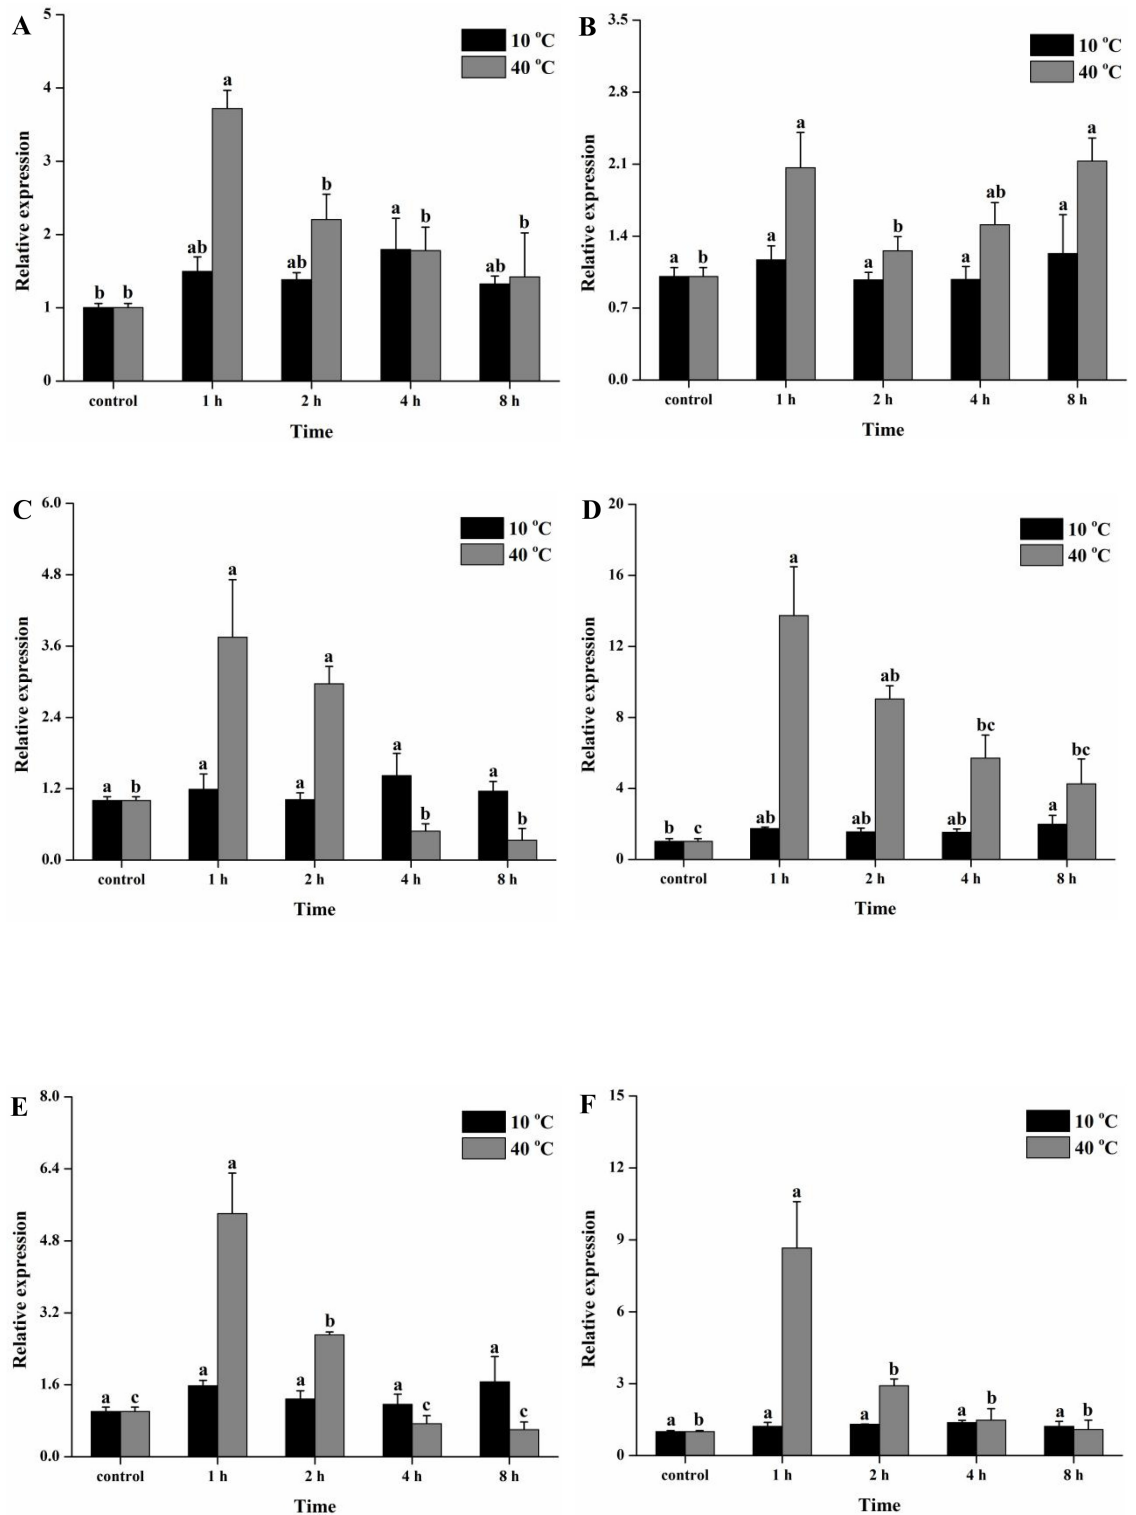 A
5
4
3
2
1
0
Relative expression
10 °C
40 °C
b b ab a ab b a b ab b
control 1 h 2 h 4 h 8 h
Time
B
3.5
2.8
2.1
1.4
0.7
0.0
Relative expression
10 °C
40 °C
a b a a a b a ab a a
control 1 h 2 h 4 h 8 h
Time
C
6.0
4.8
3.6
2.4
1.2
0.0
Relative expression
10 °C
40 °C
a b a a a a a b a b
control 1 h 2 h 4 h 8 h
Time
D
20
16
12
8
4
0
Relative expression
10 °C
40 °C
b c ab a ab ab ab bc a bc
control 1 h 2 h 4 h 8 h
Time
E
8.0
6.4
4.8
3.2
1.6
0.0
Relative expression
10 °C
40 °C
a c a a a b a c a c
control 1 h 2 h 4 h 8 h
Time
F
15
12
9
6
3
0
Relative expression
10 °C
40 °C
a b a a a b a b a b
control 1 h 2 h 4 h 8 h
Time